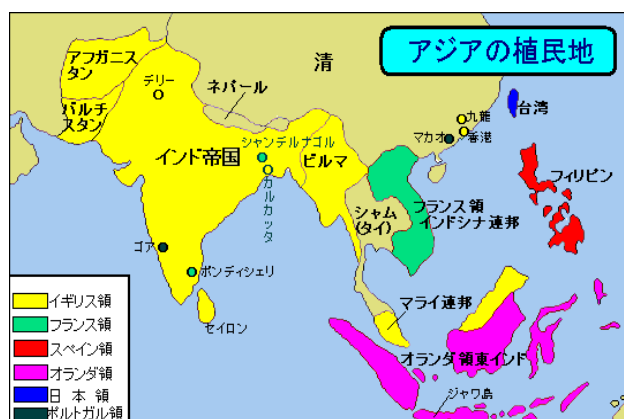 アジアの植民地
アフガニス
タン
バルチ
スタン
デリー
ネパール
清
インド帝国
シャンデルナゴル
カルカッタ
ビルマ
九龍
香港
マカオ
台湾
フィリピン
シャム
(タイ)
フランス領
インドシナ連邦
ゴア
ポンディシェリ
セイロン
マライ連邦
オランダ領東インド
ジャワ島
イギリス領
フランス領
スペイン領
オランダ領
日本領
ポルトガル領